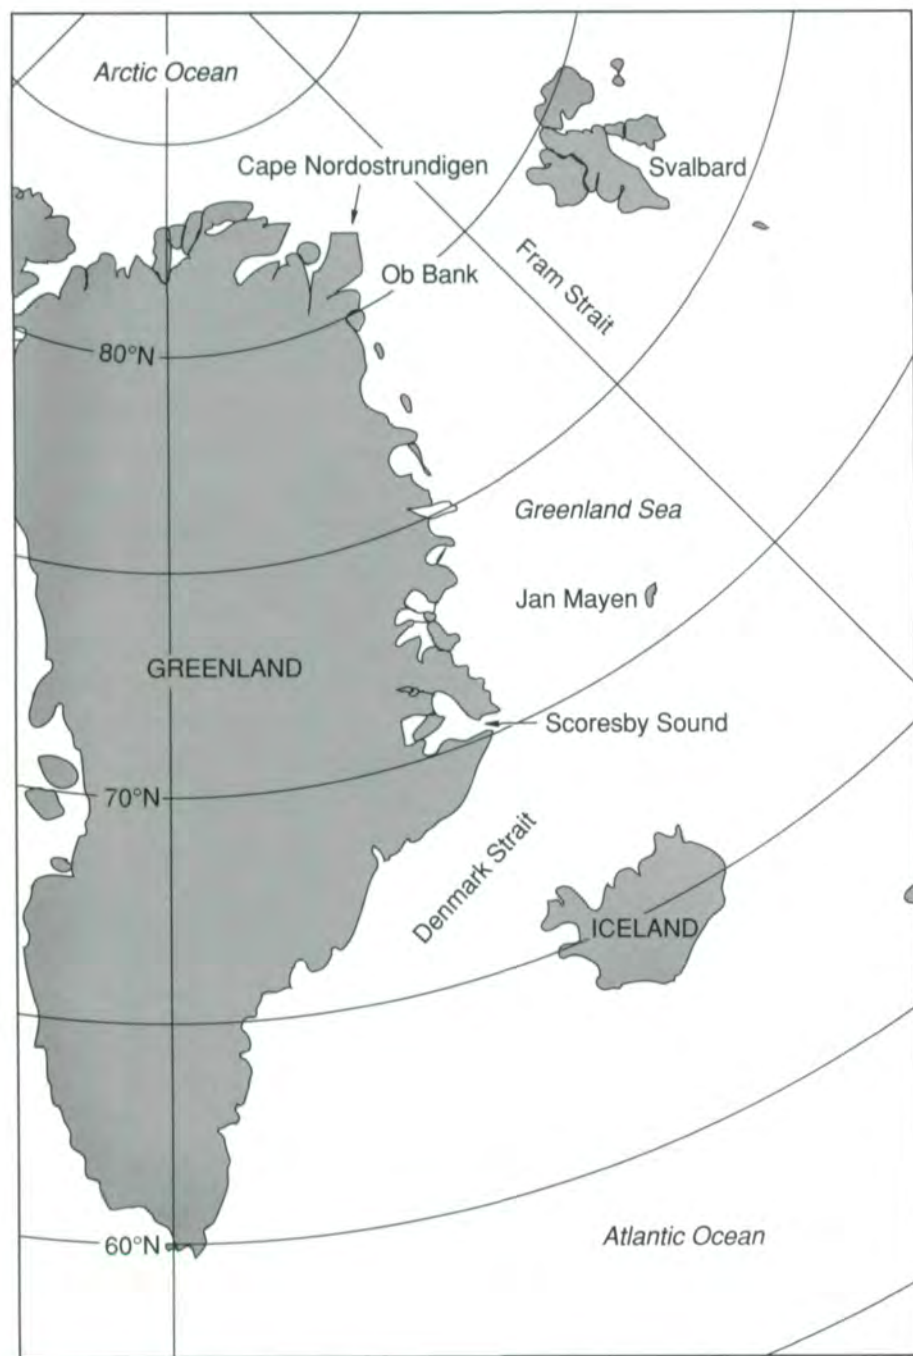 Arctic Ocean
Cape Nordostrundigen
Svalbard
Ob Bank
Fram Strait
80°N
Greenland Sea
Jan Mayen
GREENLAND
Scoresby Sound
70°N
Denmark Strait
ICELAND
60°N
Atlantic Ocean